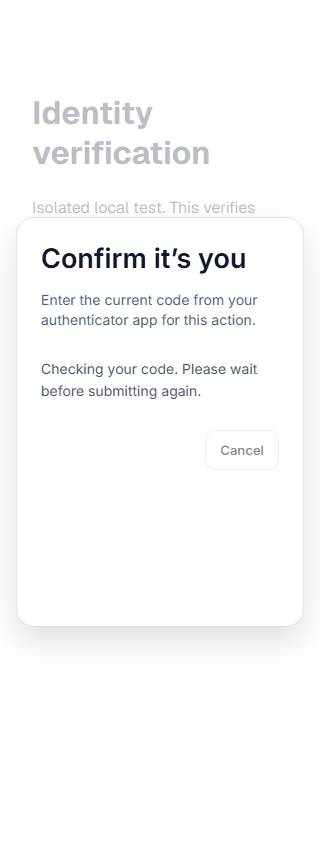 Identity
verification
Isolated local test. This verifies
Confirm it’s you
Enter the current code from your
authenticator app for this action.
Checking your code. Please wait
before submitting again.
Cancel